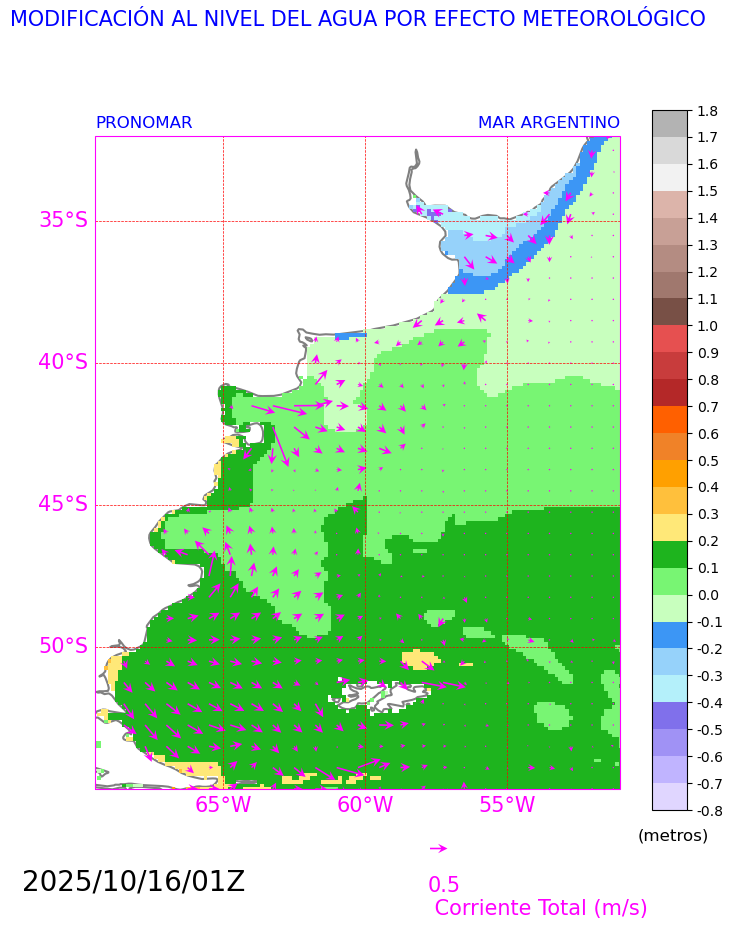 MODIFICACIÓN AL NIVEL DEL AGUA POR EFECTO METEOROLÓGICO
PRONOMAR
MAR ARGENTINO
35°S
40°S
45°S
50°S
65°W
60°W
55°W
1.8
1.7
1.6
1.5
1.4
1.3
1.2
1.1
1.0
0.9
0.8
0.7
0.6
0.5
0.4
0.3
0.2
0.1
0.0
-0.1
-0.2
-0.3
-0.4
-0.5
-0.6
-0.7
-0.8
(metros)
2025/10/16/01Z
0.5
Corriente Total (m/s)